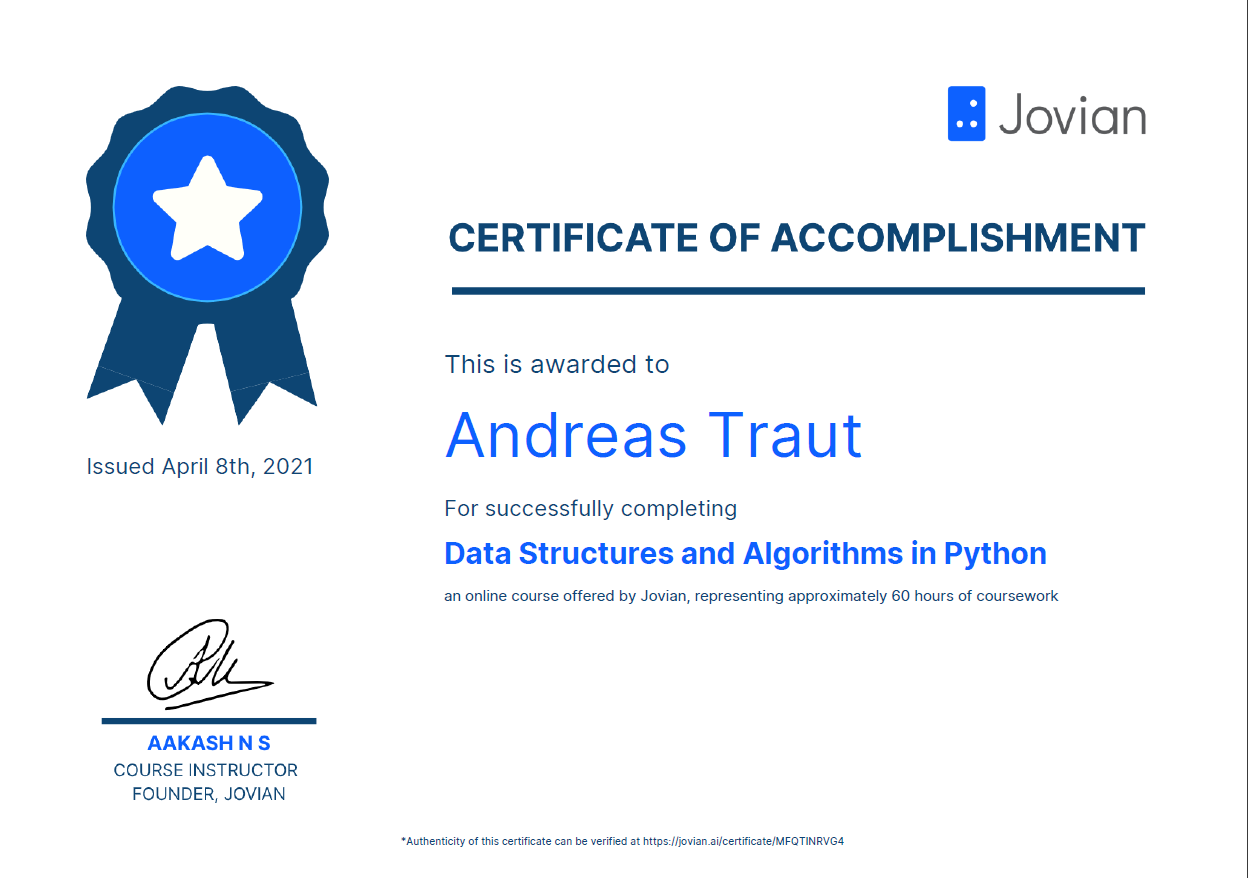 Jovian
CERTIFICATE OF ACCOMPLISHMENT
This is awarded to
Andreas Traut
Issued April 8th, 2021
For successfully completing
Data Structures and Algorithms in Python
an online course offered by Jovian, representing approximately 60 hours of coursework
AAKASH N S
COURSE INSTRUCTOR
FOUNDER, JOVIAN
*Authenticity of this certificate can be verified at https://jovian.ai/certificate/MFQTINRVG4